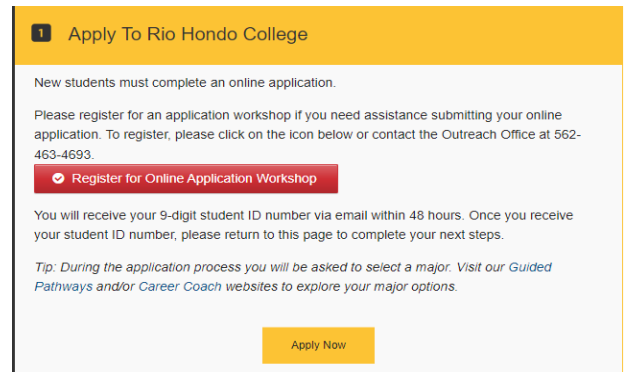 1 Apply To Rio Hondo College
New students must complete an online application.
Please register for an application workshop if you need assistance submitting your online
application. To register, please click on the icon below or contact the Outreach Office at 562-
463-4693.
Register for Online Application Workshop
You will receive your 9-digit student ID number via email within 48 hours. Once you receive
your student ID number, please return to this page to complete your next steps.
Tip: During the application process you will be asked to select a major. Visit our Guided
Pathways and/or Career Coach websites to explore your major options.
Apply Now